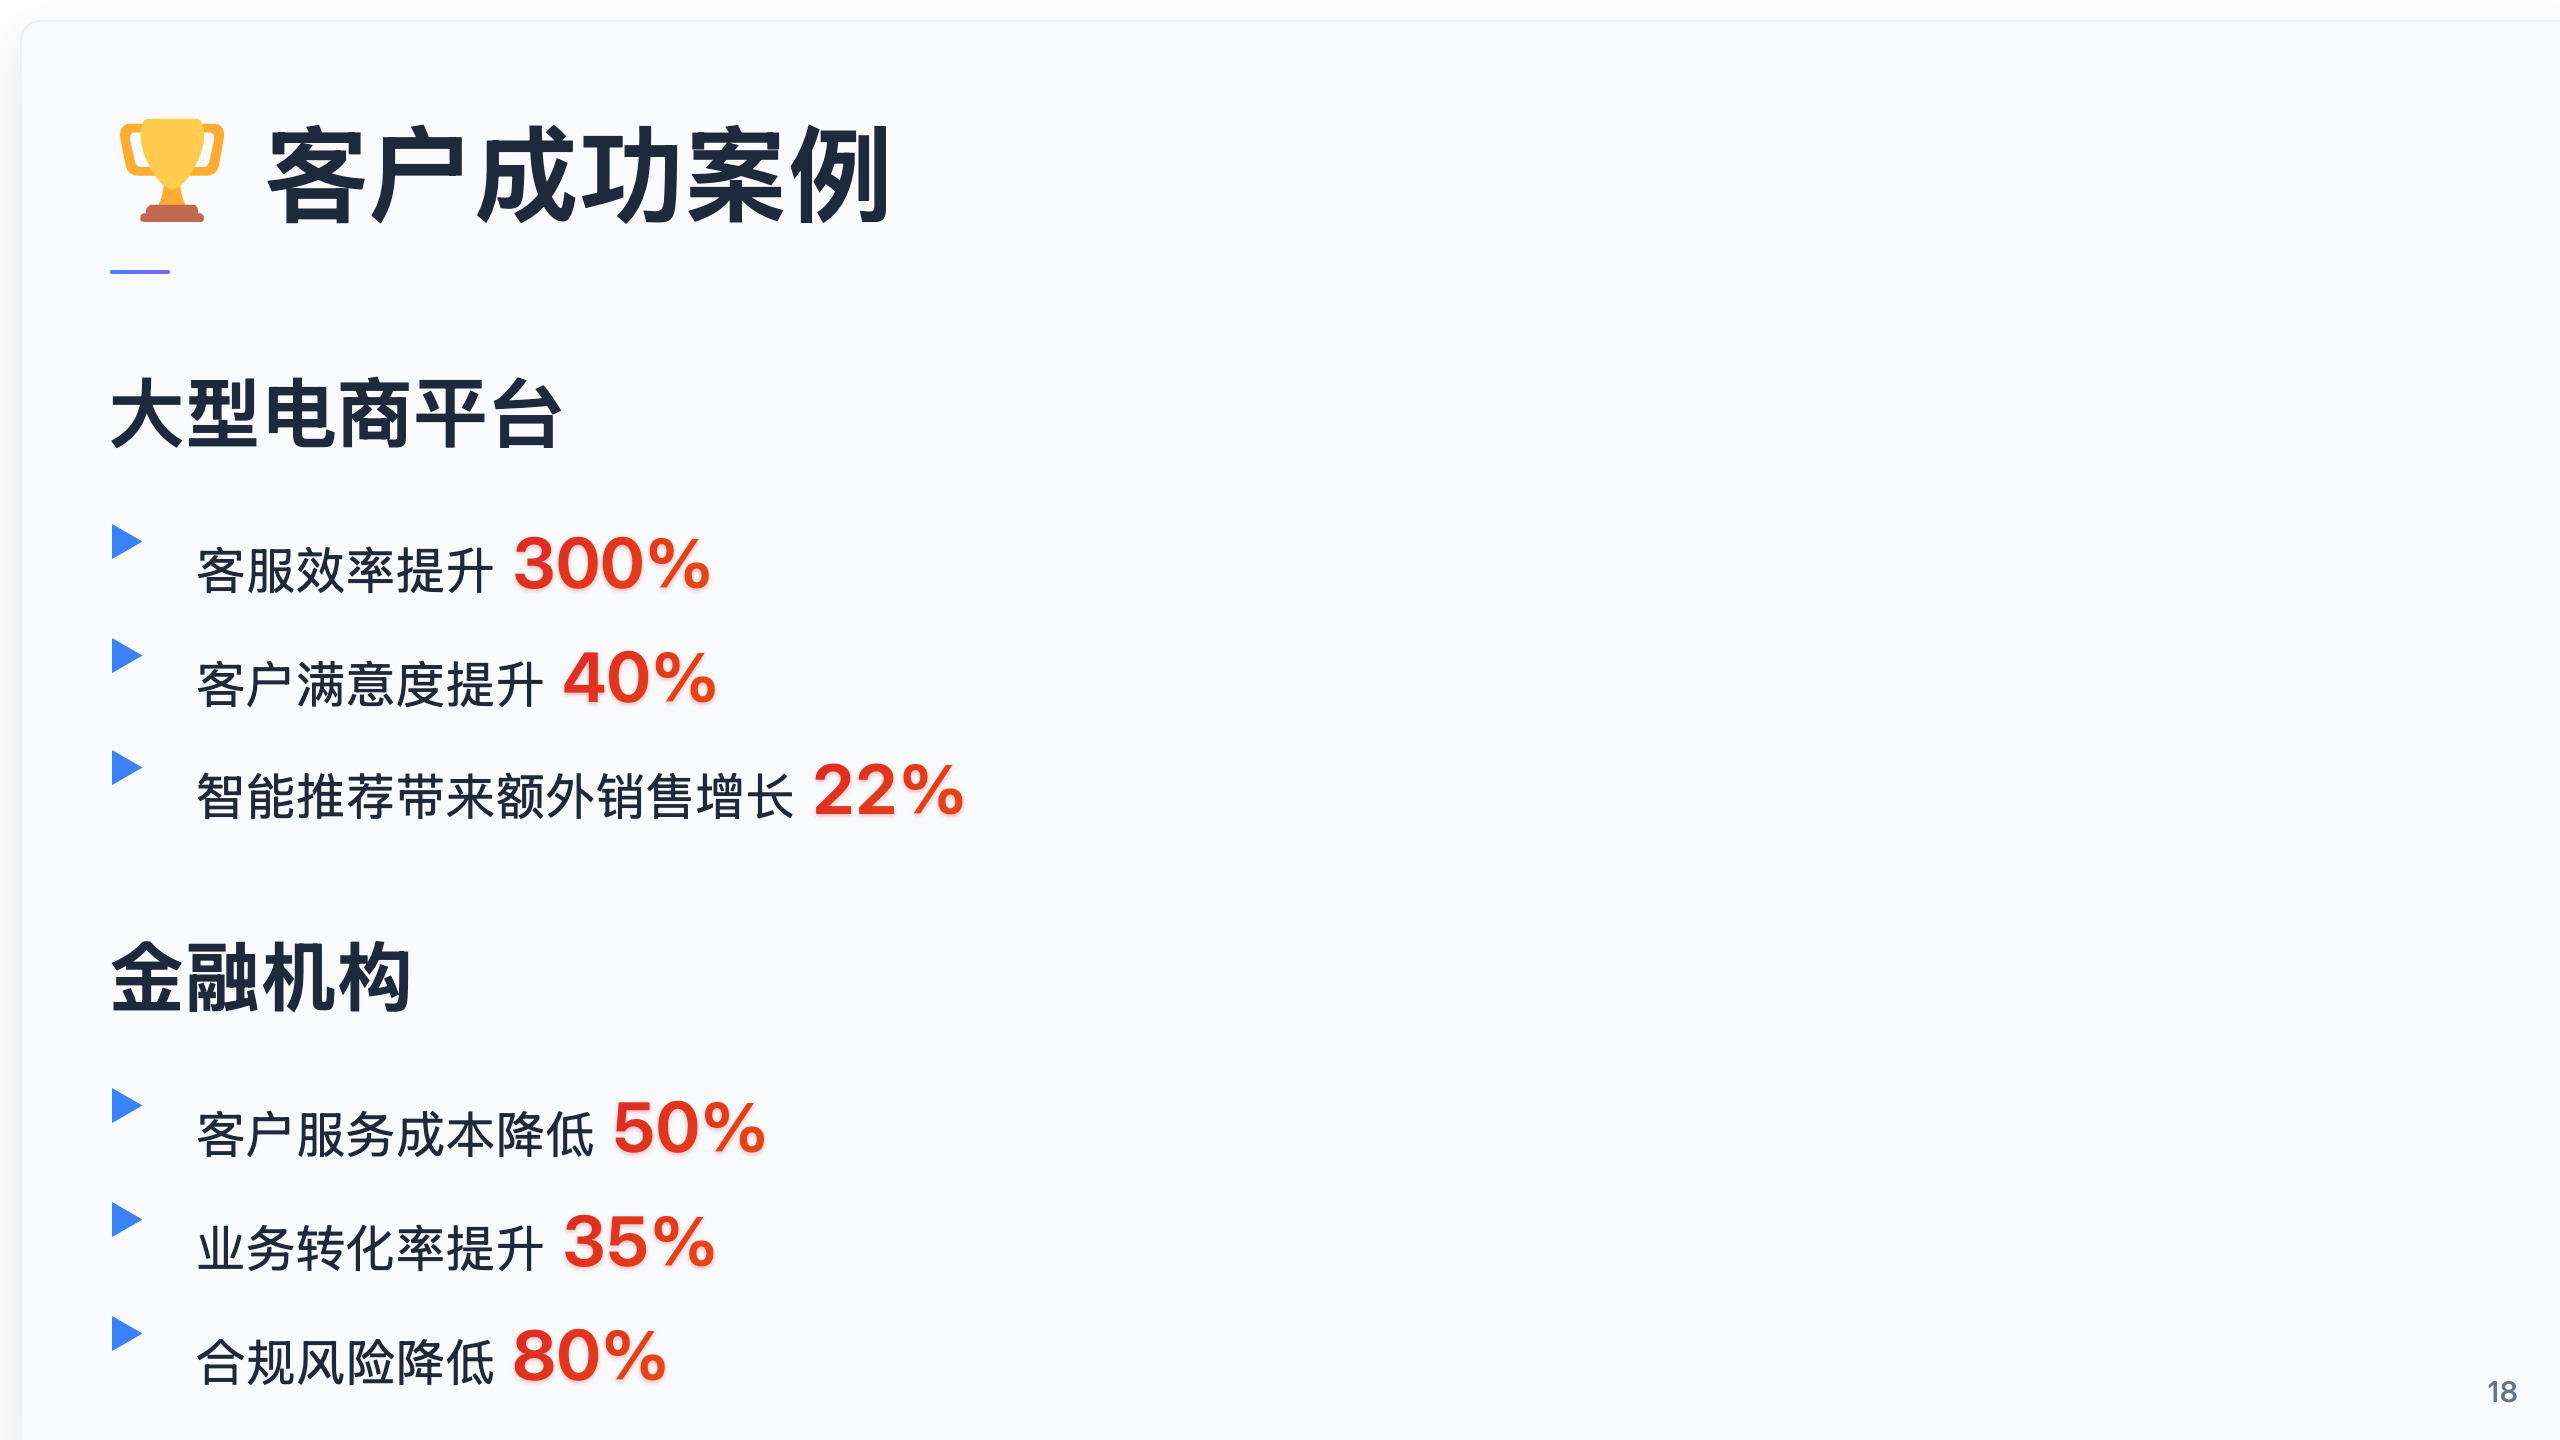 🏆 客户成功案例
大型电商平台
客服效率提升 300%
客户满意度提升 40%
智能推荐带来额外销售增长 22%
金融机构
客户服务成本降低 50%
业务转化率提升 35%
合规风险降低 80%
18